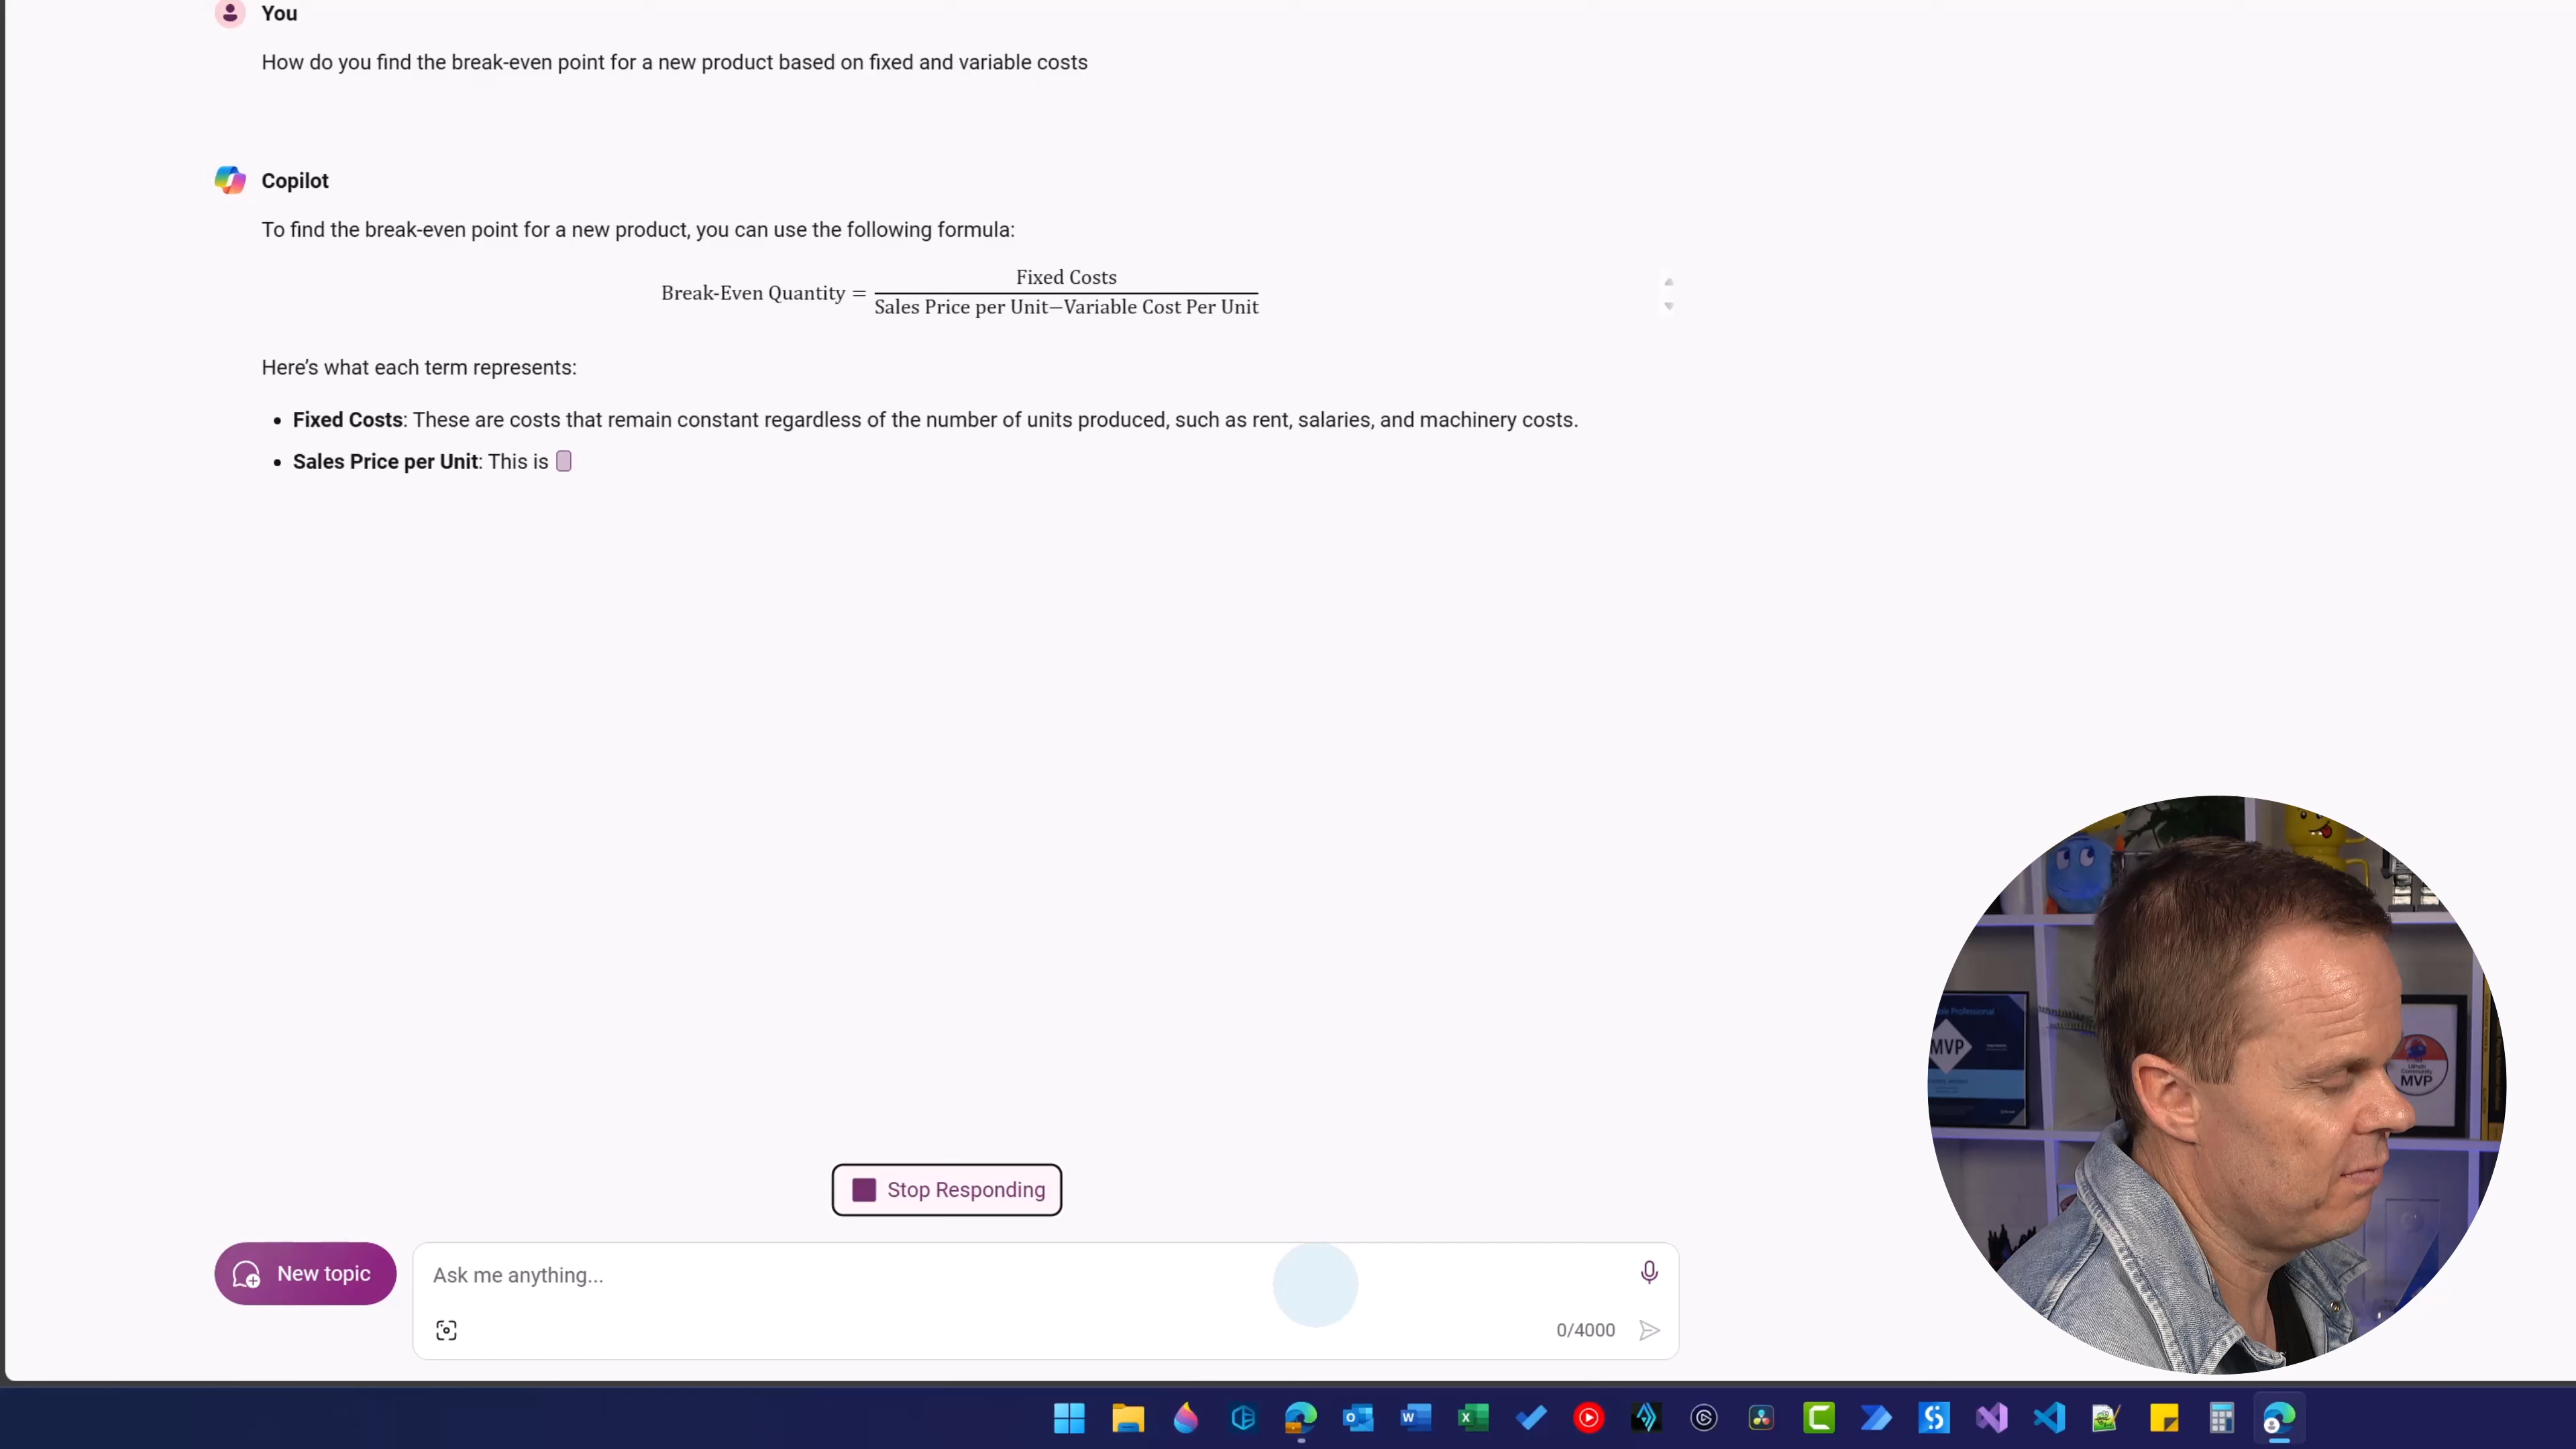 You
How do you find the break-even point for a new product based on fixed and variable costs
Copilot
To find the break-even point for a new product, you can use the following formula:
Break-Even Quantity = Fixed Costs / Sales Price per Unit−Variable Cost Per Unit
Here’s what each term represents:
• Fixed Costs: These are costs that remain constant regardless of the number of units produced, such as rent, salaries, and machinery costs.
• Sales Price per Unit: This is
Stop Responding
New topic
Ask me anything...
0/4000
Professional
MVP
UiPath
Community
MVP